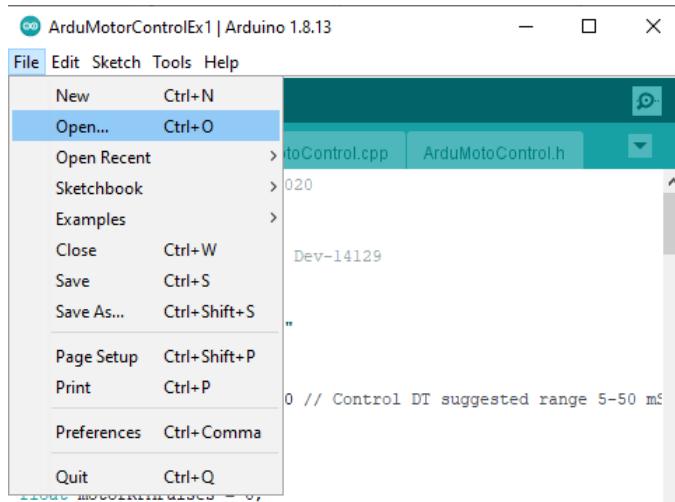 ArduMotorControlEx1 | Arduino 1.8.13
File Edit Sketch Tools Help
New Ctrl+N
Open... Ctrl+O
Open Recent
Sketchbook
Examples
Close Ctrl+W
Save Ctrl+S
Save As... Ctrl+Shift+S
Page Setup Ctrl+Shift+P
Print Ctrl+P
Preferences Ctrl+Comma
Quit Ctrl+Q
toControl.cpp ArduMotoControl.h
020
Dev-14129
"
0 // Control DT suggested range 5-50 mS